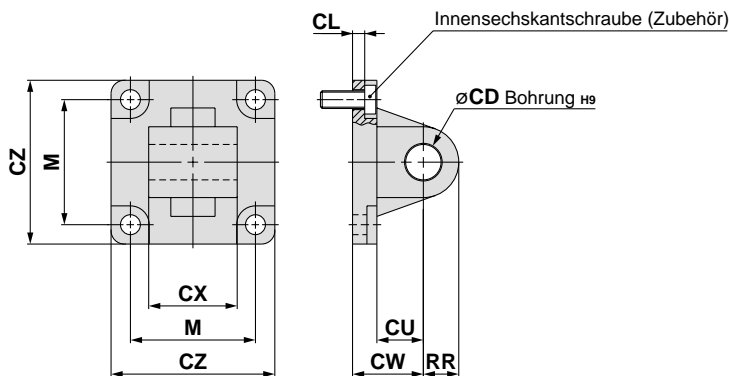 CL
Innensechskantschraube (Zubehör)
øCD Bohrung H9
CZ
M
CX
M
CZ
CU
CW
RR